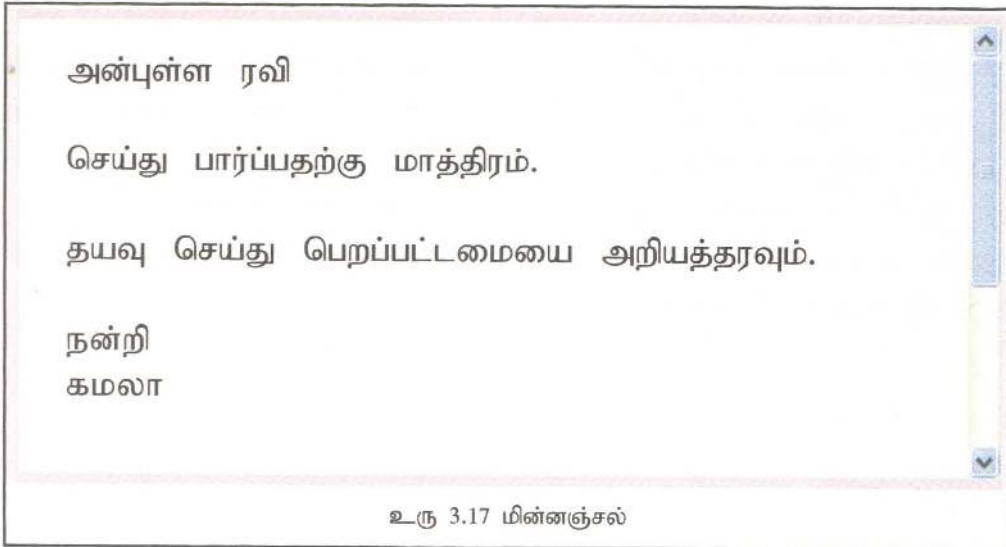 அன்புள்ள ரவி
செய்து பார்ப்பதற்கு மாத்திரம்.
தயவு செய்து பெறப்பட்டமையை அறியத்தரவும்.
நன்றி
கமலா
உரு 3.17 மின்னஞ்சல்